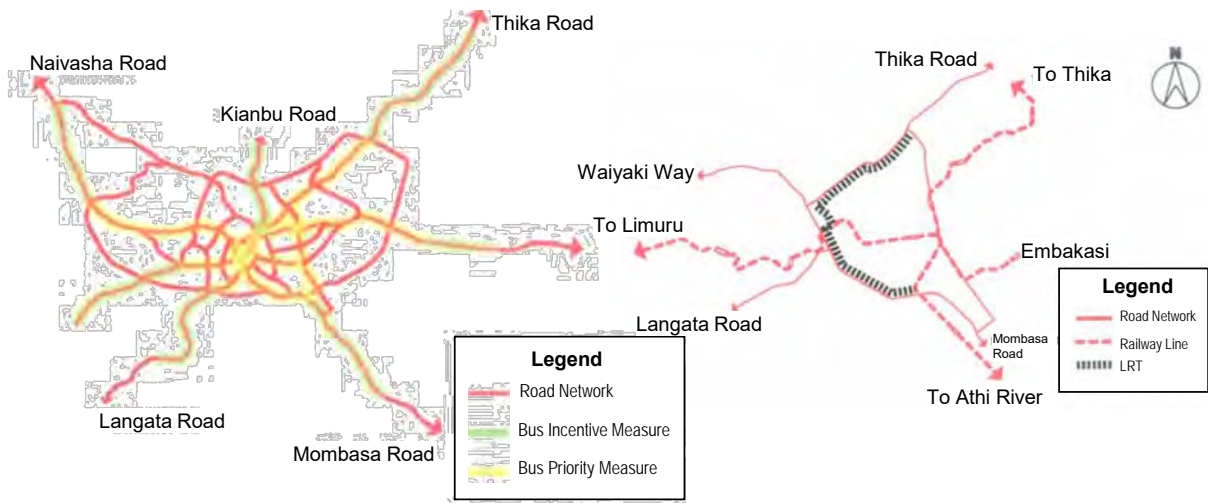 Thika Road
Naivasha Road
Kianbu Road
Langata Road
Mombasa Road
Legend
Road Network
Bus Incentive Measure
Bus Priority Measure
N
Thika Road
To Thika
Waiyaki Way
To Limuru
Embakasi
Langata Road
Mombasa
Road
To Athi River
Legend
Road Network
Railway Line
LRT